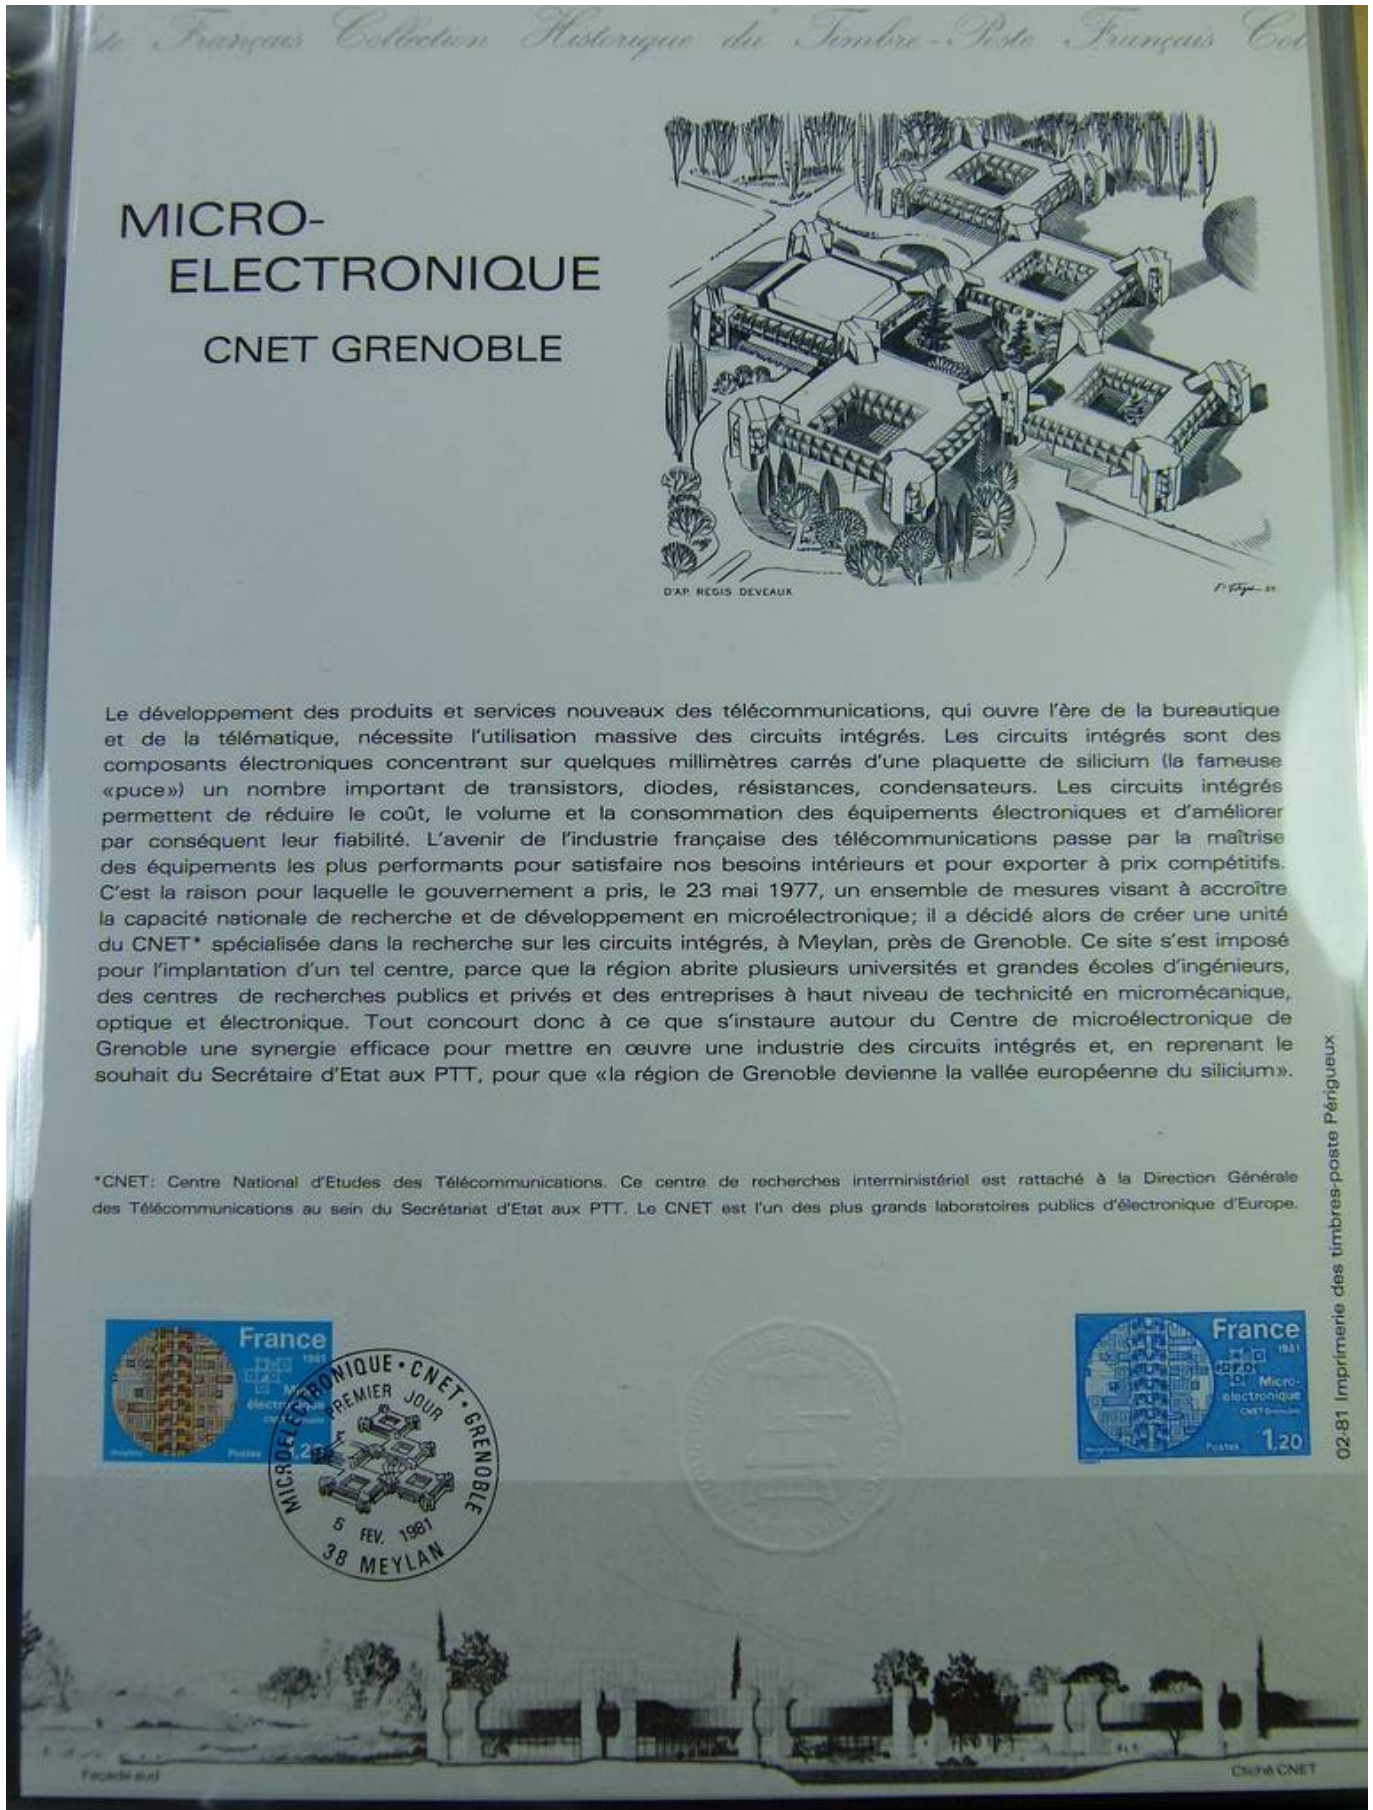 Français Collection Historique du Timbre-Poste Français
MICRO-
ELECTRONIQUE
CNET GRENOBLE
D'AP. REGIS DEVEAUX
Le développement des produits et services nouveaux des télécommunications, qui ouvre l'ère de la bureautique
et de la télématique, nécessite l'utilisation massive des circuits intégrés. Les circuits intégrés sont des
composants électroniques concentrant sur quelques millimètres carrés d'une plaquette de silicium (la fameuse
«puce») un nombre important de transistors, diodes, résistances, condensateurs. Les circuits intégrés
permettent de réduire le coût, le volume et la consommation des équipements électroniques et d'améliorer
par conséquent leur fiabilité. L'avenir de l'industrie française des télécommunications passe par la maîtrise
des équipements les plus performants pour satisfaire nos besoins intérieurs et pour exporter à prix compétitifs.
C'est la raison pour laquelle le gouvernement a pris, le 23 mai 1977, un ensemble de mesures visant à accroître
la capacité nationale de recherche et de développement en microélectronique; il a décidé alors de créer une unité
du CNET* spécialisée dans la recherche sur les circuits intégrés, à Meylan, près de Grenoble. Ce site s'est imposé
pour l'implantation d'un tel centre, parce que la région abrite plusieurs universités et grandes écoles d'ingénieurs,
des centres de recherches publics et privés et des entreprises à haut niveau de technicité en micromécanique,
optique et électronique. Tout concourt donc à ce que s'instaure autour du Centre de microélectronique de
Grenoble une synergie efficace pour mettre en œuvre une industrie des circuits intégrés et, en reprenant le
souhait du Secrétaire d'Etat aux PTT, pour que «la région de Grenoble devienne la vallée européenne du silicium».
*CNET: Centre National d'Etudes des Télécommunications. Ce centre de recherches interministériel est rattaché à la Direction Générale
des Télécommunications au sein du Secrétariat d'Etat aux PTT. Le CNET est l'un des plus grands laboratoires publics d'électronique d'Europe.
02-81 Imprimerie des timbres-poste Périgueux
France
1981
Postes
MICROELECTRONIQUE • CNET • GRENOBLE
PREMIER JOUR
5 FEV. 1981
38 MEYLAN
France
1981
Micro-
électronique
CNET Grenoble
Postes 1,20
Façade sud
Cliché CNET